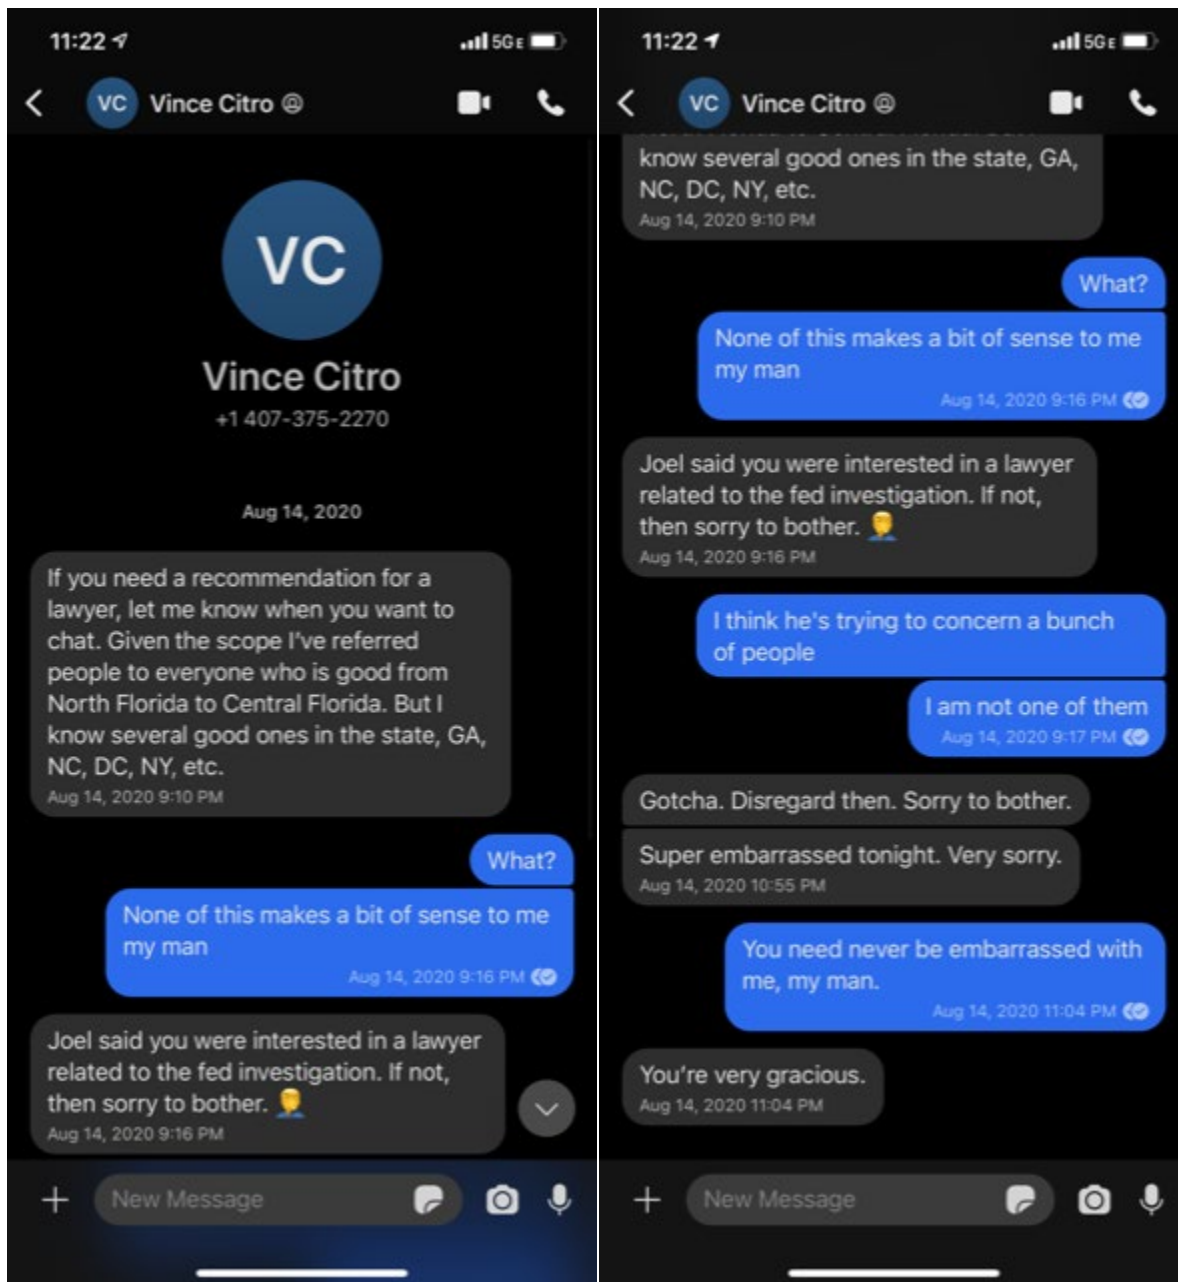 11:22
5GE
VC
Vince Citro
VC
Vince Citro
+1 407-375-2270
Aug 14, 2020
If you need a recommendation for a
lawyer, let me know when you want to
chat. Given the scope I've referred
people to everyone who is good from
North Florida to Central Florida. But I
know several good ones in the state, GA,
NC, DC, NY, etc.
Aug 14, 2020 9:10 PM
What?
None of this makes a bit of sense to me
my man
Aug 14, 2020 9:16 PM
Joel said you were interested in a lawyer
related to the fed investigation. If not,
then sorry to bother. 🤦‍♂️
Aug 14, 2020 9:16 PM
New Message
11:22
5GE
VC
Vince Citro
know several good ones in the state, GA,
NC, DC, NY, etc.
Aug 14, 2020 9:10 PM
What?
None of this makes a bit of sense to me
my man
Aug 14, 2020 9:16 PM
Joel said you were interested in a lawyer
related to the fed investigation. If not,
then sorry to bother. 🤦‍♂️
Aug 14, 2020 9:16 PM
I think he's trying to concern a bunch
of people
I am not one of them
Aug 14, 2020 9:17 PM
Gotcha. Disregard then. Sorry to bother.
Super embarrassed tonight. Very sorry.
Aug 14, 2020 10:55 PM
You need never be embarrassed with
me, my man.
Aug 14, 2020 11:04 PM
You're very gracious.
Aug 14, 2020 11:04 PM
New Message